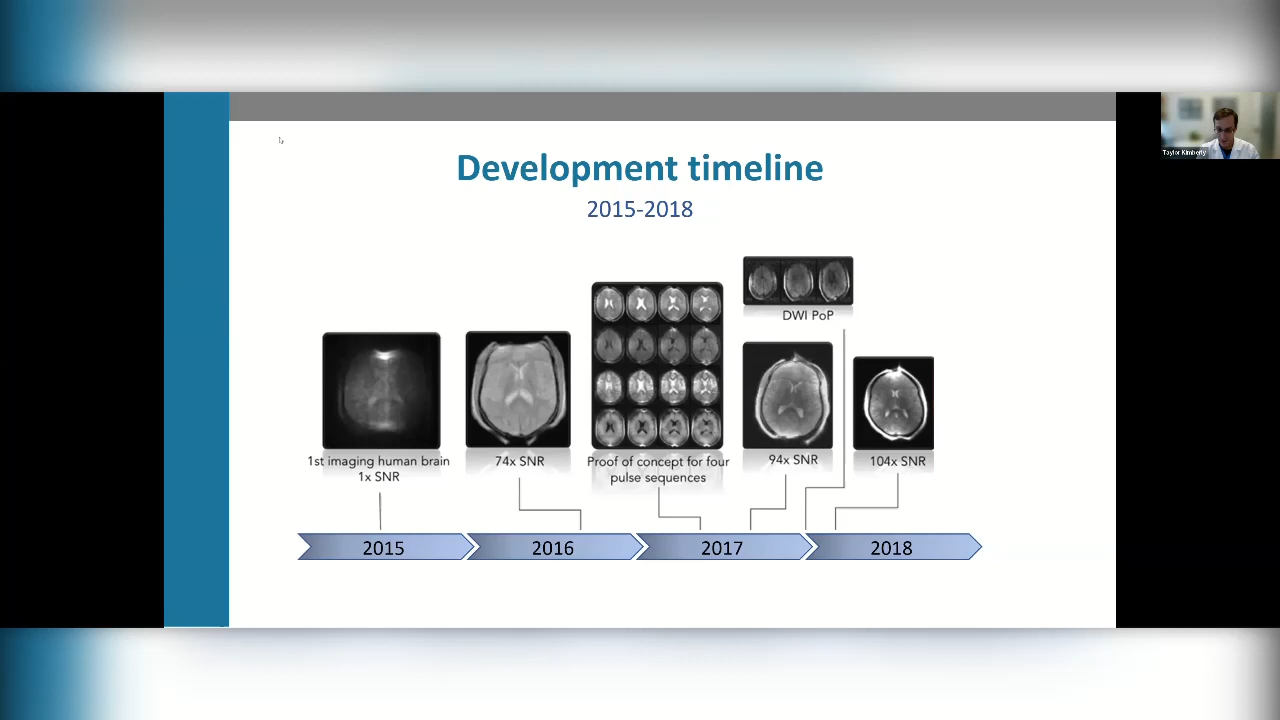 Development timeline
2015-2018
Taylor Kimberly
DWI PoP
1st imaging human brain
1x SNR
74x SNR
Proof of concept for four
pulse sequences
94x SNR
104x SNR
2015
2016
2017
2018